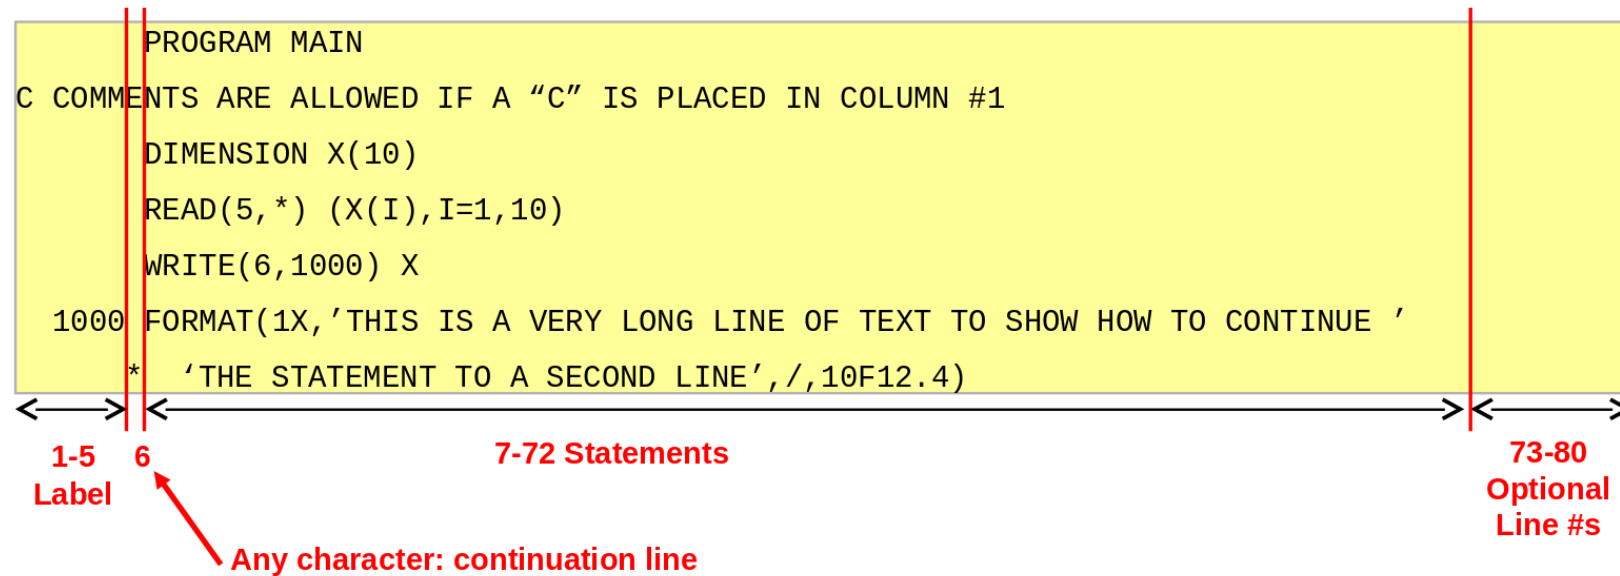 PROGRAM MAIN
C COMMENTS ARE ALLOWED IF A “C” IS PLACED IN COLUMN #1
DIMENSION X(10)
READ(5,*) (X(I),I=1,10)
WRITE(6,1000) X
1000 FORMAT(1X,’THIS IS A VERY LONG LINE OF TEXT TO SHOW HOW TO CONTINUE ’
*  ‘THE STATEMENT TO A SECOND LINE’,/,10F12.4)
1-5
Label
6
7-72 Statements
73-80
Optional
Line #s
Any character: continuation line